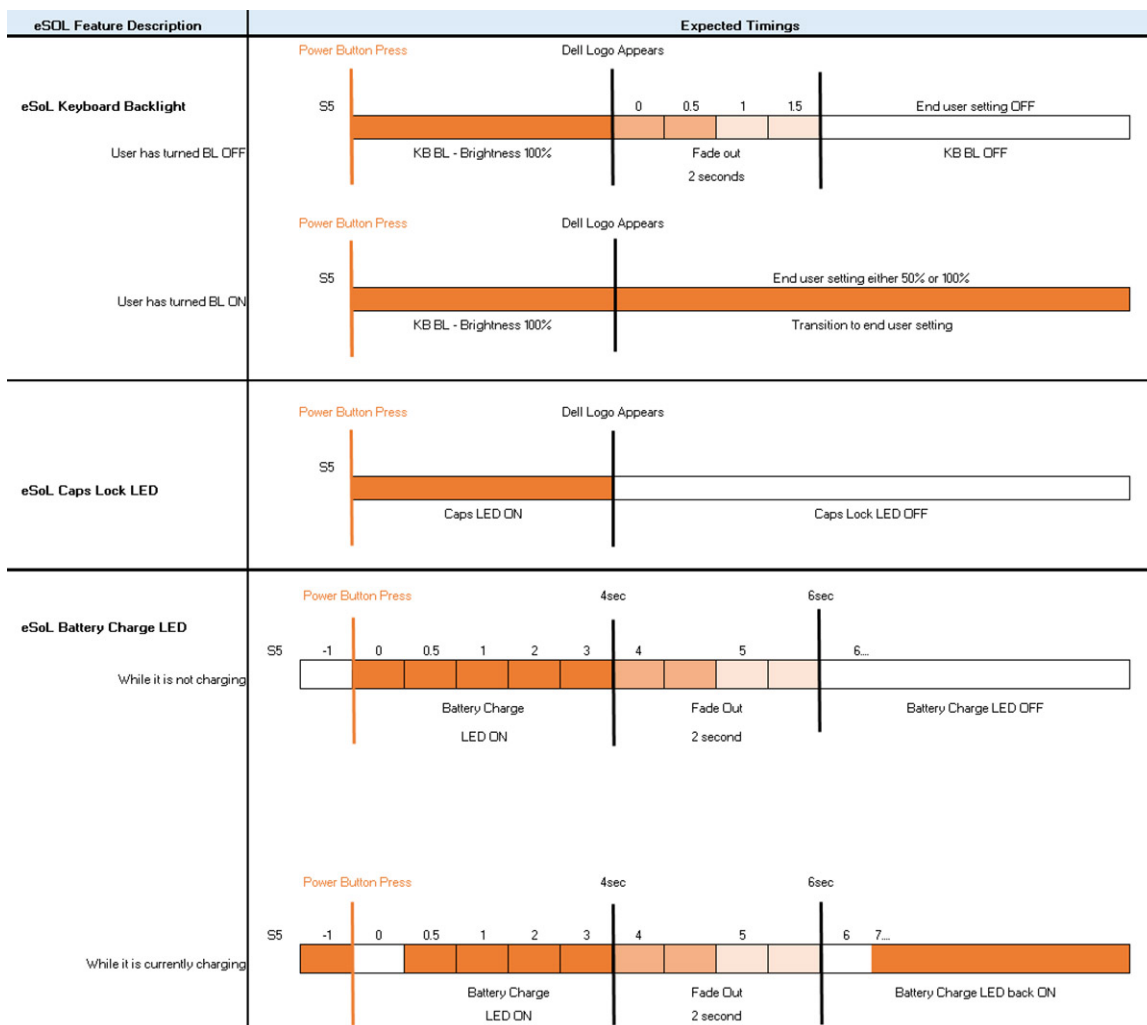 eSOL Feature Description Expected Timings
Power Button Press Dell Logo Appears
eSoL Keyboard Backlight S5 0 0.5 1 1.5 End user setting OFF
User has turned BL OFF KB BL - Brightness 100% Fade out KB BL OFF
2 seconds
Power Button Press Dell Logo Appears
S5 End user setting either 50% or 100%
User has turned BL ON
KB BL - Brightness 100% Transition to end user setting
Power Button Press Dell Logo Appears
S5
eSoL Caps Lock LED
Caps LED ON Caps Lock LED OFF
Power Button Press 4sec 6sec
eSoL Battery Charge LED
S5 -1 0 0.5 1 2 3 4 5 6...
While it is not charging
Battery Charge Fade Out Battery Charge LED OFF
LED ON 2 second
Power Button Press 4sec 6sec
S5 -1 0 0.5 1 2 3 4 5 6 7...
While it is currently charging
Battery Charge Fade Out Battery Charge LED back ON
LED ON 2 second